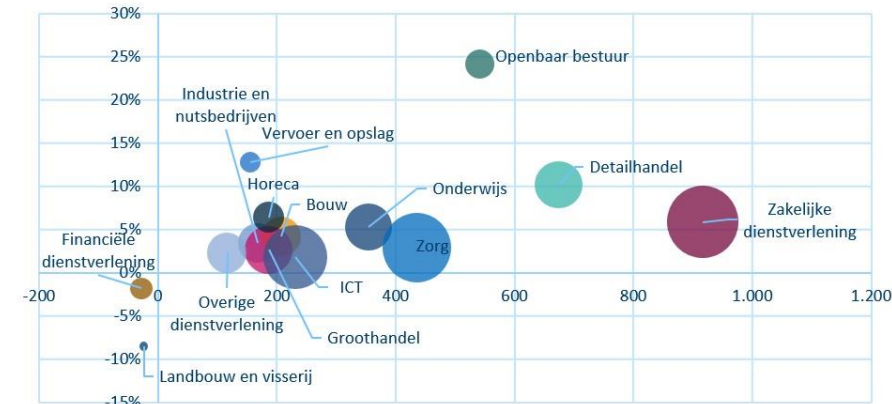 30%
25%
Openbaar bestuur
20%
Industrie en
nutsbedrijven
Vervoer en opslag
15%
Detailhandel
10%
Horeca
Onderwijs
Bouw
Zakelijke
dienstverlening
5%
Financiële
dienstverlening
Zorg
0%
-200
0
200
400
600
800
1.000
1.200
ICT
Overige
dienstverlening
-5%
Groothandel
-10%
Landbouw en visserij
-15%